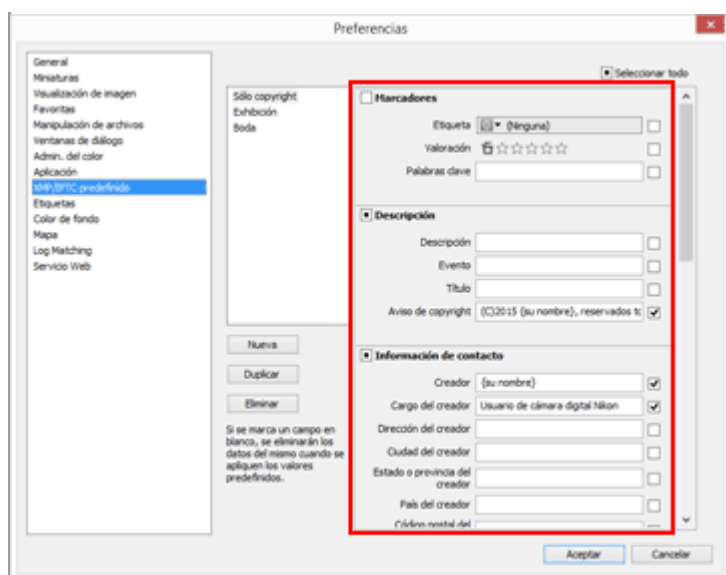 Preferencias
General
Miniaturas
Visualización de imagen
Favoritas
Manipulación de archivos
Ventanas de diálogo
Admin. del color
Aplicación
XMP/IPTC predefinido
Etiquetas
Color de fondo
Mapa
Log Matching
Servicio Web
Sólo copyright
Exhibición
Boda
Nueva
Duplicar
Eliminar
Si se marca un campo en
blanco, se eliminarán los
datos del mismo cuando se
apliquen los valores
predefinidos.
Seleccionar todo
Marcadores
Etiqueta (Ninguna)
Valoración
Palabras clave
Descripción
Descripción
Evento
Título
Aviso de copyright (C)2015 {su nombre}, reservados tc
Información de contacto
Creador {su nombre}
Cargo del creador Usuario de cámara digital Nikon
Dirección del creador
Ciudad del creador
Estado o provincia del
creador
País del creador
Código postal del
Aceptar Cancelar